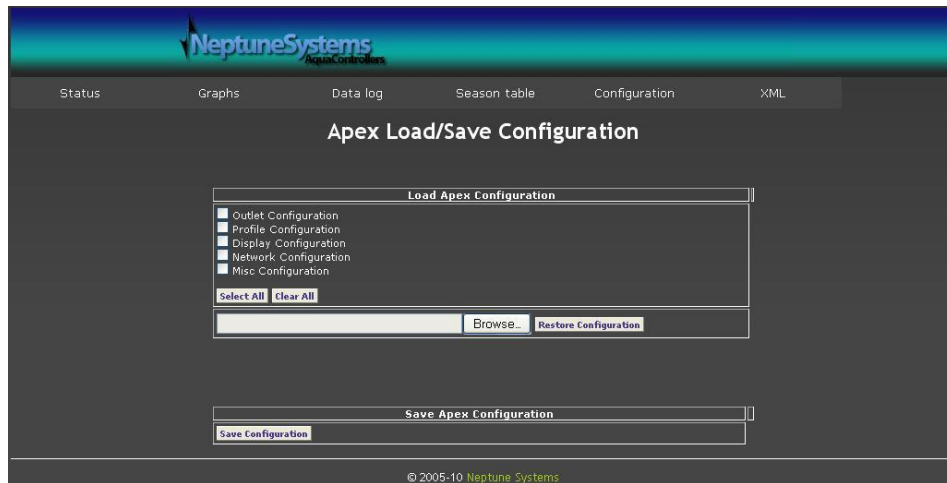 NeptuneSystems
AquaControllers
Status Graphs Data log Season table Configuration XML
Apex Load/Save Configuration
Load Apex Configuration
Outlet Configuration
Profile Configuration
Display Configuration
Network Configuration
Misc Configuration
Select All Clear All
Browse... Restore Configuration
Save Apex Configuration
Save Configuration
© 2005-10 Neptune Systems